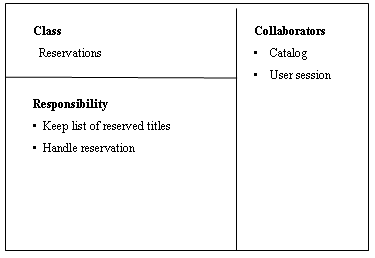 Class
Reservations
Responsibility
• Keep list of reserved titles
• Handle reservation
Collaborators
• Catalog
• User session